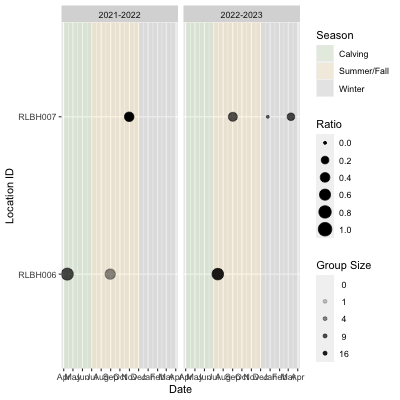 2021-2022 2022-2023
Season
Calving
Summer/Fall
Winter
RLBH007
Ratio
0.0
0.2
0.4
0.6
0.8
1.0
Location ID
RLBH006
Group Size
0
1
4
9
16
Date